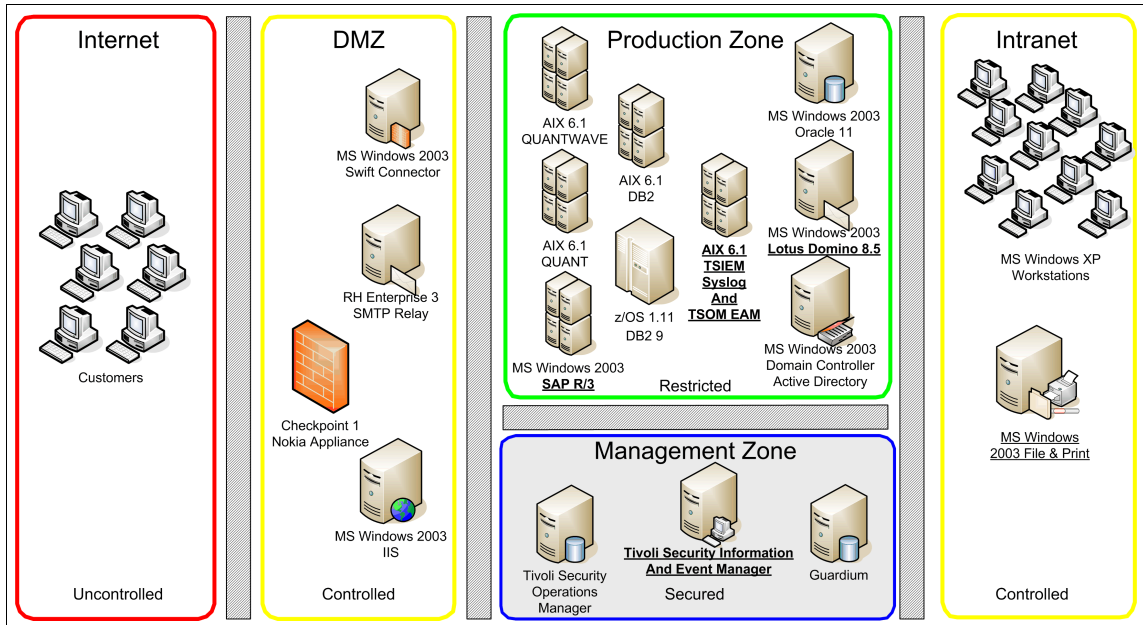 Internet
Customers
Uncontrolled
DMZ
MS Windows 2003
Swift Connector
RH Enterprise 3
SMTP Relay
Checkpoint 1
Nokia Appliance
MS Windows 2003
IIS
Controlled
Production Zone
AIX 6.1
QUANTWAVE
AIX 6.1
DB2
MS Windows 2003
Oracle 11
AIX 6.1
QUANT
z/OS 1.11
DB2 9
AIX 6.1
TSIEM
Syslog
And
TSOM EAM
MS Windows 2003
Lotus Domino 8.5
MS Windows 2003
SAP R/3
MS Windows 2003
Domain Controller
Active Directory
Restricted
Management Zone
Tivoli Security
Operations
Manager
Tivoli Security Information
And Event Manager
Guardium
Secured
Intranet
MS Windows XP
Workstations
MS Windows
2003 File & Print
Controlled